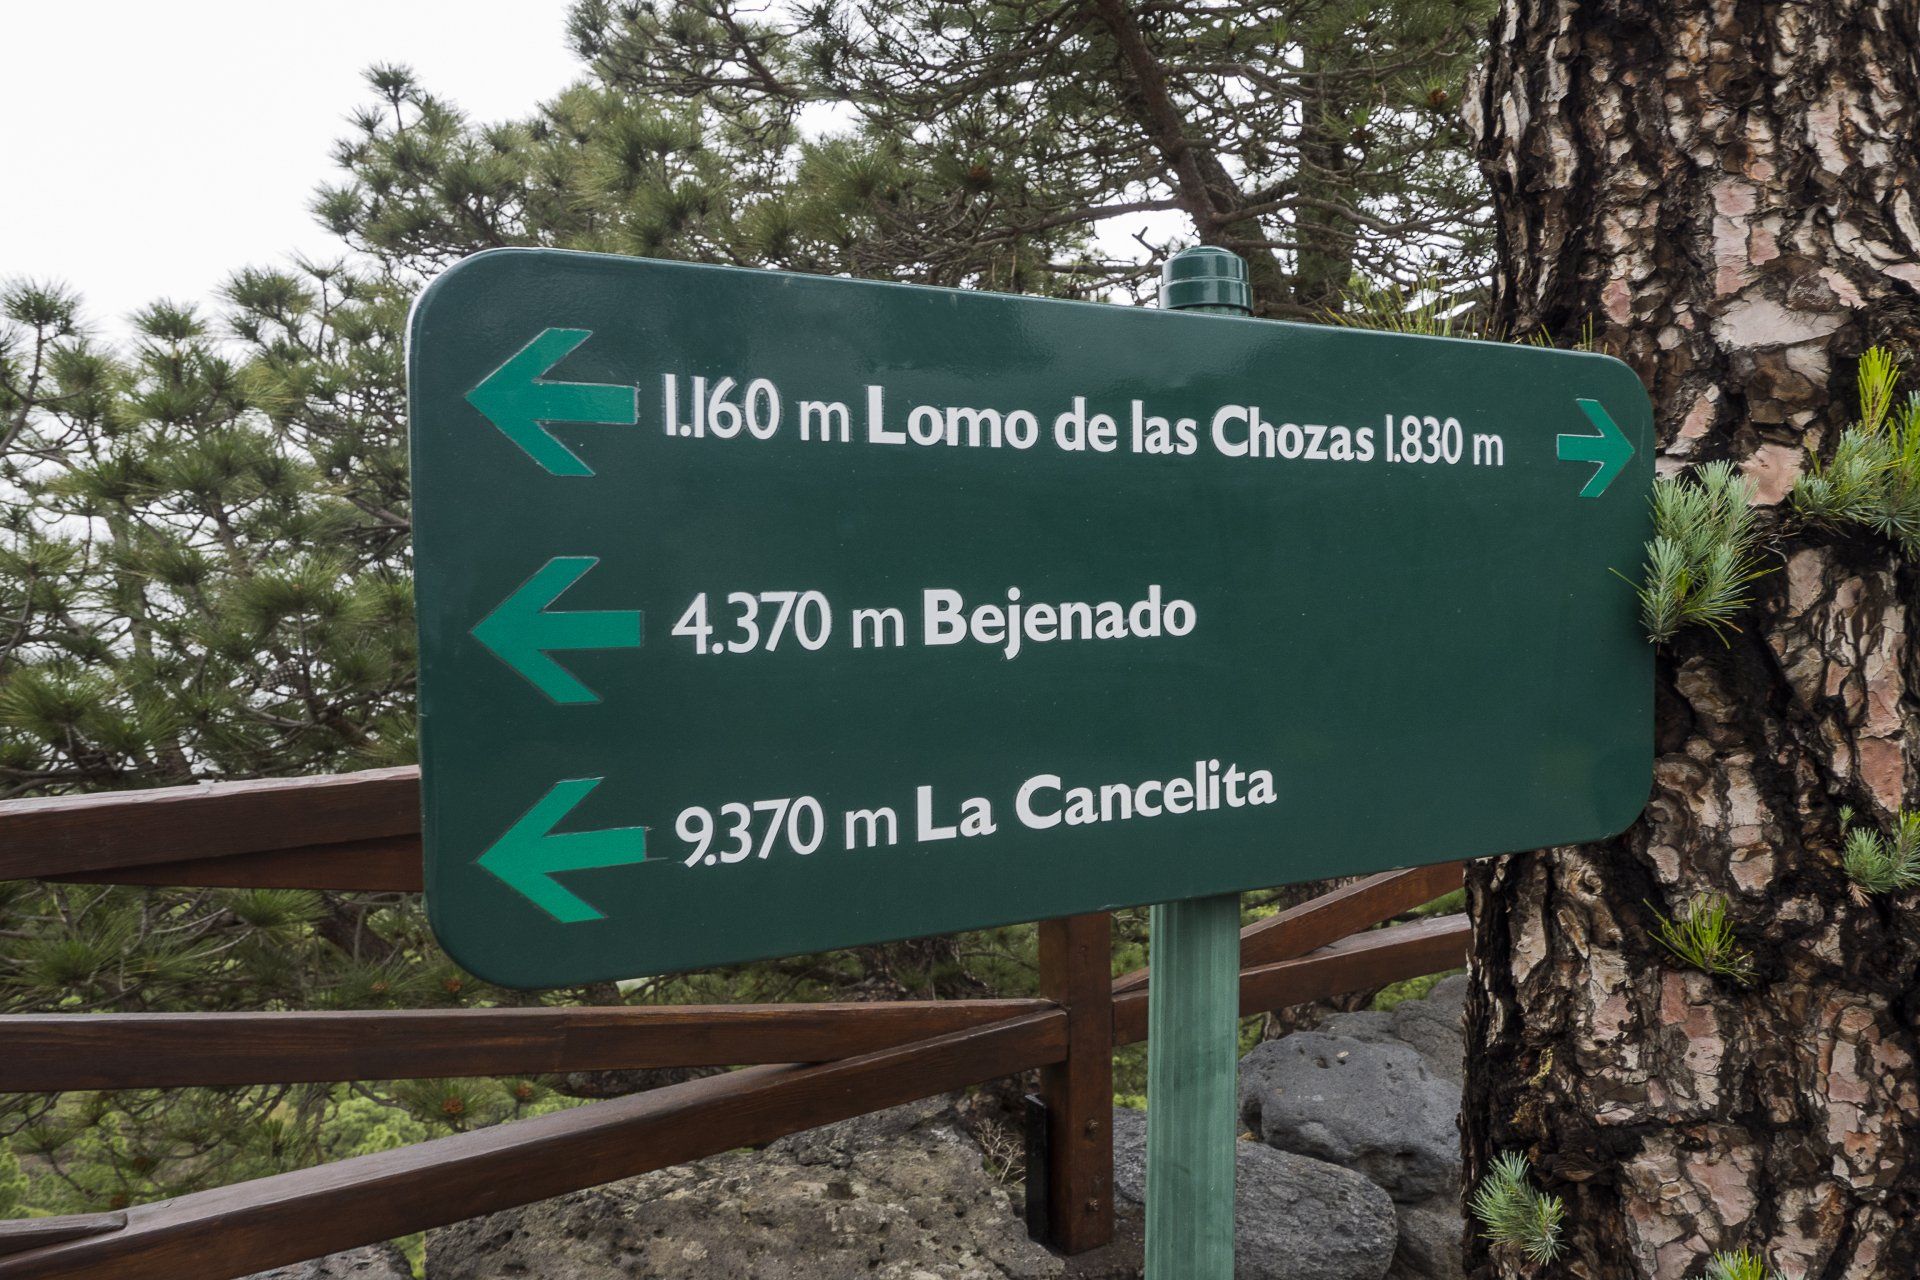 1.160 m Lomo de las Chozas 1.830 m
4.370 m Bejenado
9.370 m La Cancelita